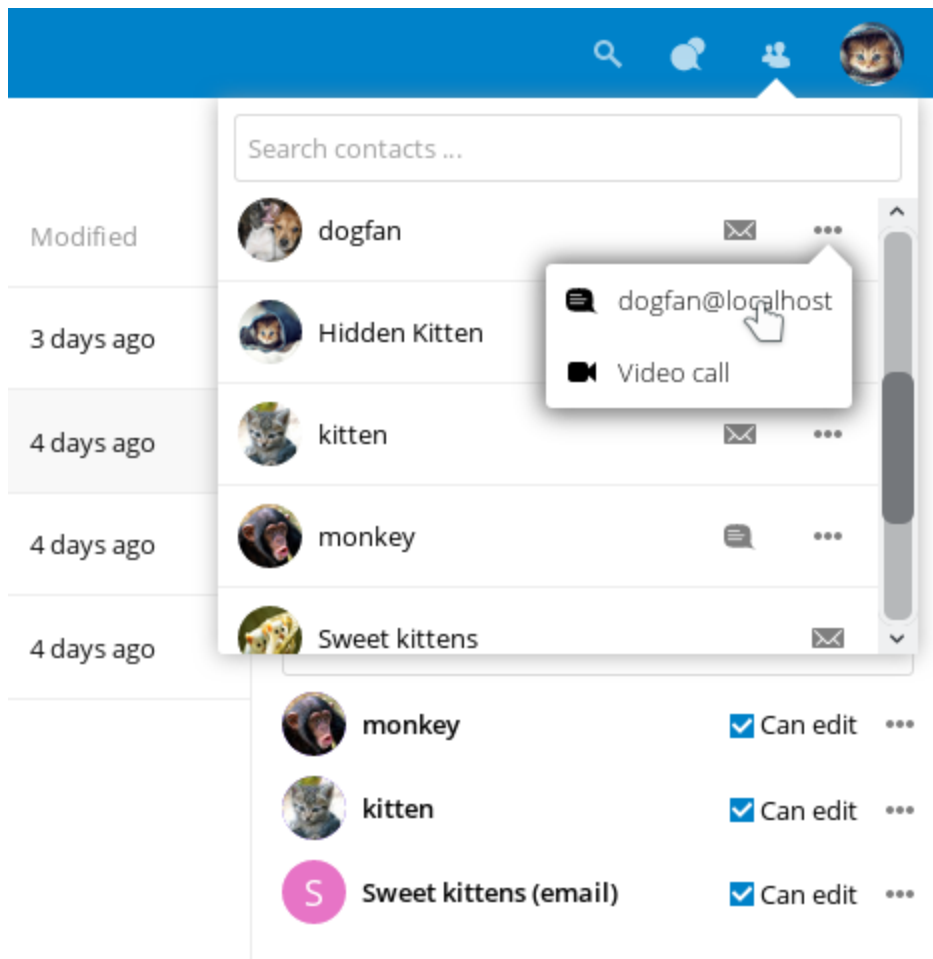 Search contacts ...
Modified
dogfan
dogfan@localhost
3 days ago
Hidden Kitten
Video call
4 days ago
kitten
4 days ago
monkey
4 days ago
Sweet kittens
monkey
Can edit
kitten
Can edit
S
Sweet kittens (email)
Can edit